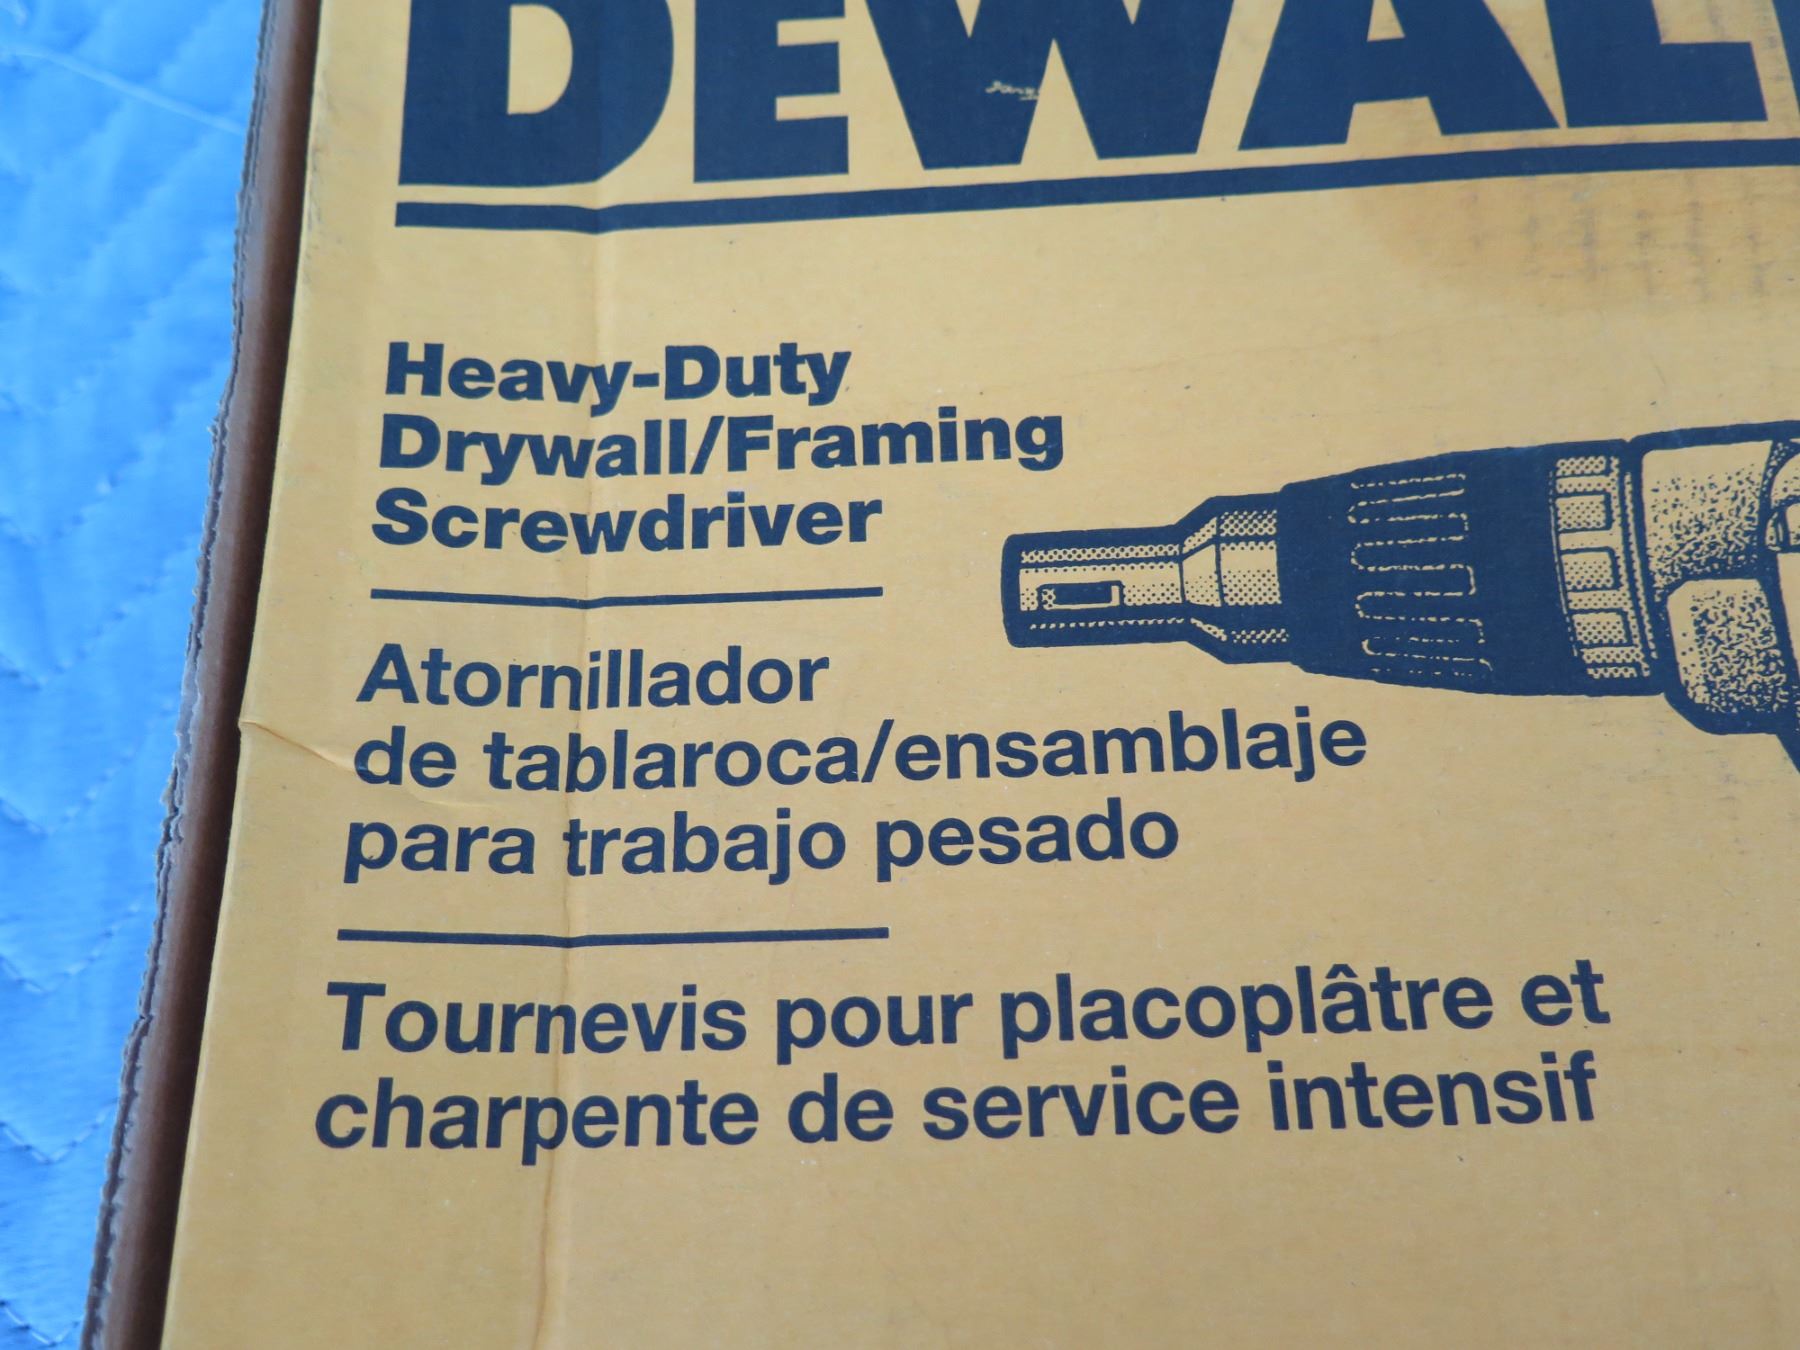 DEWAL
Heavy-Duty
Drywall/Framing
Screwdriver
Atornillador
de tablaroca/ensamblaje
para trabajo pesado
Tournevis pour placoplâtre et
charpente de service intensif